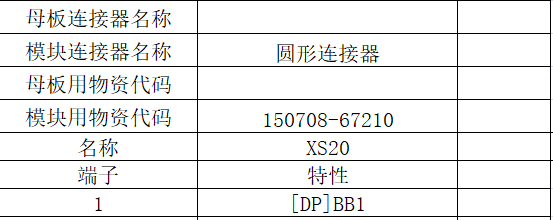 母板连接器名称
模块连接器名称 圆形连接器
母板用物资代码
模块用物资代码 150708-67210
名称 XS20
端子 特性
1 [DP]BB1